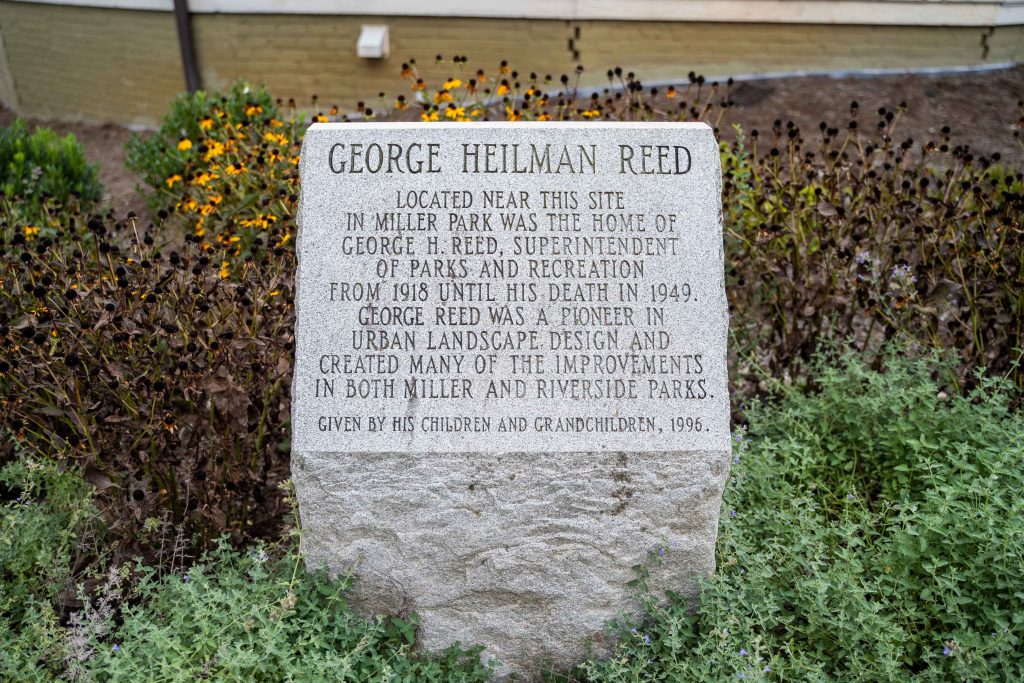 GEORGE HEILMAN REED
LOCATED NEAR THIS SITE
IN MILLER PARK WAS THE HOME OF
GEORGE H. REED, SUPERINTENDENT
OF PARKS AND RECREATION
FROM 1918 UNTIL HIS DEATH IN 1949.
GEORGE REED WAS A PIONEER IN
URBAN LANDSCAPE DESIGN AND
CREATED MANY OF THE IMPROVEMENTS
IN BOTH MILLER AND RIVERSIDE PARKS.
GIVEN BY HIS CHILDREN AND GRANDCHILDREN, 1996.